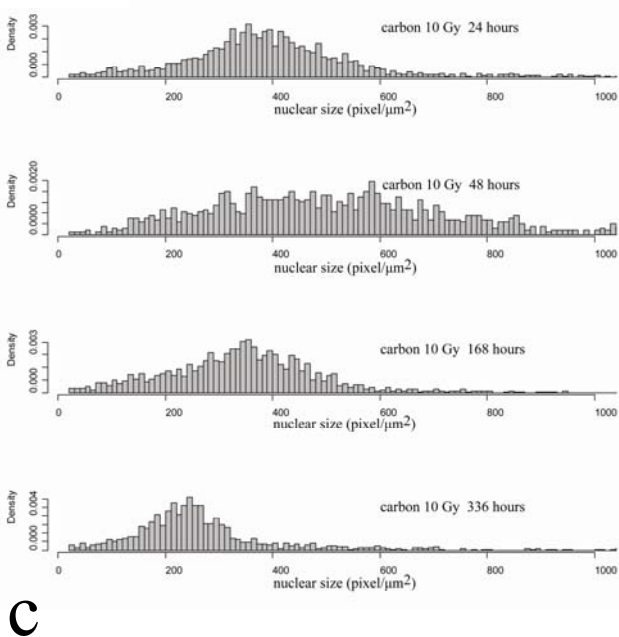 Density
0.003
0.000
carbon 10 Gy 24 hours
0 200 400 600 800 1000
nuclear size (pixel/μm2)
Density
0.0020
0.0000
carbon 10 Gy 48 hours
0 200 400 600 800 1000
nuclear size (pixel/μm2)
Density
0.003
0.000
carbon 10 Gy 168 hours
0 200 400 600 800 1000
nuclear size (pixel/μm2)
Density
0.004
0.000
carbon 10 Gy 336 hours
0 200 400 600 800 1000
nuclear size (pixel/μm2)
c